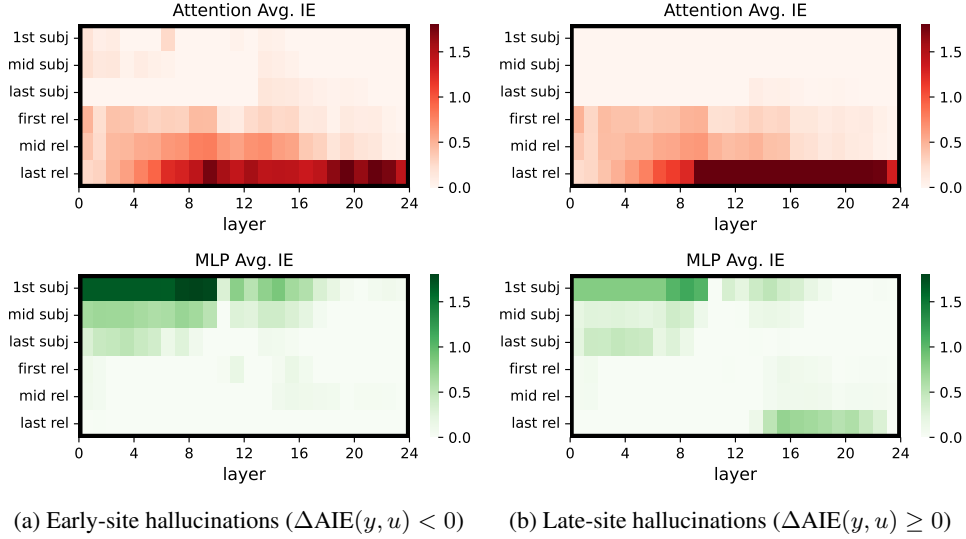 Attention Avg. IE
1st subj
mid subj
last subj
first rel
mid rel
last rel
0 4 8 12 16 20 24
layer
1.5
1.0
0.5
0.0
Attention Avg. IE
1st subj
mid subj
last subj
first rel
mid rel
last rel
0 4 8 12 16 20 24
layer
1.5
1.0
0.5
0.0
MLP Avg. IE
1st subj
mid subj
last subj
first rel
mid rel
last rel
0 4 8 12 16 20 24
layer
1.5
1.0
0.5
0.0
MLP Avg. IE
1st subj
mid subj
last subj
first rel
mid rel
last rel
0 4 8 12 16 20 24
layer
1.5
1.0
0.5
0.0
(a) Early-site hallucinations (ΔAIE(y, u) < 0)
(b) Late-site hallucinations (ΔAIE(y, u) ≥ 0)